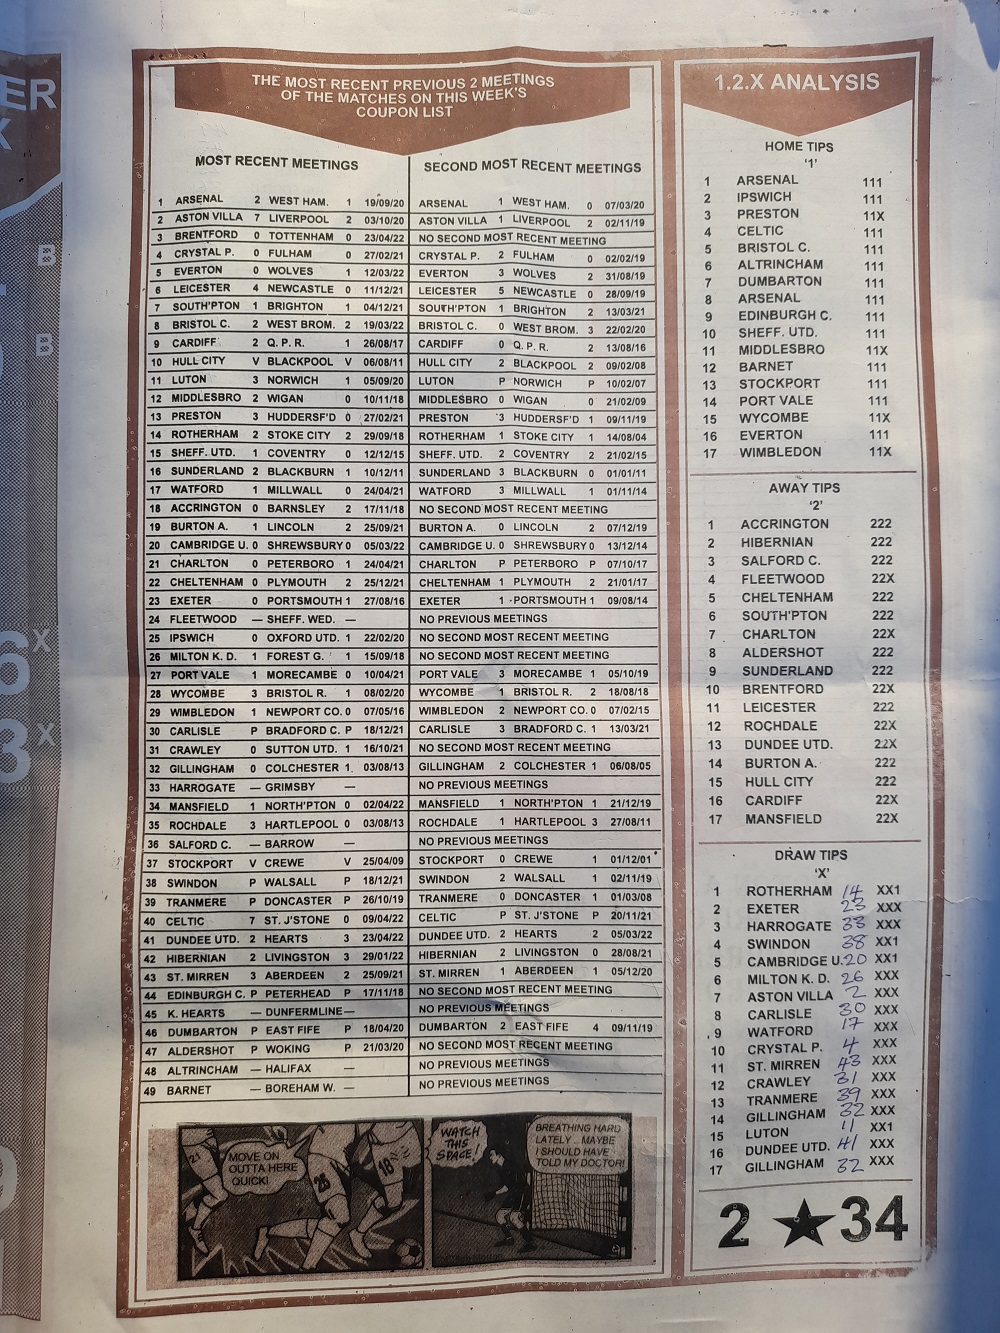 ER
X
B
B
6X
3X
THE MOST RECENT PREVIOUS 2 MEETINGS
OF THE MATCHES ON THIS WEEK'S
COUPON LIST
MOST RECENT MEETINGS SECOND MOST RECENT MEETINGS
1 ARSENAL 2 WEST HAM. 1 19/09/20 ARSENAL 1 WEST HAM. 0 07/03/20
2 ASTON VILLA 7 LIVERPOOL 2 03/10/20 ASTON VILLA 1 LIVERPOOL 2 02/11/19
3 BRENTFORD 0 TOTTENHAM 0 23/04/22 NO SECOND MOST RECENT MEETING
4 CRYSTAL P. 0 FULHAM 0 27/02/21 CRYSTAL P. 2 FULHAM 0 02/02/19
5 EVERTON 0 WOLVES 1 12/03/22 EVERTON 3 WOLVES 2 31/08/19
6 LEICESTER 4 NEWCASTLE 0 11/12/21 LEICESTER 5 NEWCASTLE 0 28/09/19
7 SOUTH'PTON 1 BRIGHTON 1 04/12/21 SOUTH'PTON 1 BRIGHTON 2 13/03/21
8 BRISTOL C. 2 WEST BROM. 2 19/03/22 BRISTOL C. 0 WEST BROM. 3 22/02/20
9 CARDIFF 2 Q. P. R. 1 26/08/17 CARDIFF 0 Q. P. R. 2 13/08/16
10 HULL CITY V BLACKPOOL V 06/08/11 HULL CITY 2 BLACKPOOL 2 09/02/08
11 LUTON 3 NORWICH 1 05/09/20 LUTON P NORWICH P 10/02/07
12 MIDDLESBRO 2 WIGAN 0 10/11/18 MIDDLESBRO 0 WIGAN 0 21/02/09
13 PRESTON 3 HUDDERSF'D 0 27/02/21 PRESTON 3 HUDDERSF'D 1 09/11/19
14 ROTHERHAM 2 STOKE CITY 2 29/09/18 ROTHERHAM 1 STOKE CITY 1 14/08/04
15 SHEFF. UTD. 1 COVENTRY 0 12/12/15 SHEFF. UTD. 2 COVENTRY 2 21/02/15
16 SUNDERLAND 2 BLACKBURN 1 10/12/11 SUNDERLAND 3 BLACKBURN 0 01/01/11
17 WATFORD 1 MILLWALL 0 24/04/21 WATFORD 3 MILLWALL 1 01/11/14
18 ACCRINGTON 0 BARNSLEY 2 17/11/18 NO SECOND MOST RECENT MEETING
19 BURTON A. 1 LINCOLN 2 25/09/21 BURTON A. 0 LINCOLN 2 07/12/19
20 CAMBRIDGE U. 0 SHREWSBURY 0 05/03/22 CAMBRIDGE U. 0 SHREWSBURY 0 13/12/14
21 CHARLTON 0 PETERBORO 1 24/04/21 CHARLTON P PETERBORO P 07/10/17
22 CHELTENHAM 0 PLYMOUTH 2 25/12/21 CHELTENHAM 1 PLYMOUTH 2 21/01/17
23 EXETER 0 PORTSMOUTH 1 27/08/16 EXETER 1 PORTSMOUTH 1 09/08/14
24 FLEETWOOD — SHEFF. WED. — NO PREVIOUS MEETINGS
25 IPSWICH 0 OXFORD UTD. 1 22/02/20 NO SECOND MOST RECENT MEETING
26 MILTON K. D. 1 FOREST G. 1 15/09/18 NO SECOND MOST RECENT MEETING
27 PORT VALE 1 MORECAMBE 0 10/04/21 PORT VALE 3 MORECAMBE 1 05/10/19
28 WYCOMBE 3 BRISTOL R. 1 08/02/20 WYCOMBE 1 BRISTOL R. 2 18/08/18
29 WIMBLEDON 1 NEWPORT CO. 0 07/05/16 WIMBLEDON 2 NEWPORT CO. 0 07/02/15
30 CARLISLE P BRADFORD C. P 18/12/21 CARLISLE 3 BRADFORD C. 1 13/03/21
31 CRAWLEY 0 SUTTON UTD. 1 16/10/21 NO SECOND MOST RECENT MEETING
32 GILLINGHAM 0 COLCHESTER 1 03/08/13 GILLINGHAM 2 COLCHESTER 1 06/08/05
33 HARROGATE — GRIMSBY — NO PREVIOUS MEETINGS
34 MANSFIELD 1 NORTH'PTON 0 02/04/22 MANSFIELD 1 NORTH'PTON 1 21/12/19
35 ROCHDALE 3 HARTLEPOOL 0 03/08/13 ROCHDALE 1 HARTLEPOOL 3 27/08/11
36 SALFORD C. — BARROW — NO PREVIOUS MEETINGS
37 STOCKPORT V CREWE V 25/04/09 STOCKPORT 0 CREWE 1 01/12/01
38 SWINDON P WALSALL P 18/12/21 SWINDON 2 WALSALL 1 02/11/19
39 TRANMERE P DONCASTER P 26/10/19 TRANMERE 0 DONCASTER 1 01/03/08
40 CELTIC 7 ST. J'STONE 0 09/04/22 CELTIC P ST. J'STONE P 20/11/21
41 DUNDEE UTD. 2 HEARTS 3 23/04/22 DUNDEE UTD. 2 HEARTS 2 05/03/22
42 HIBERNIAN 2 LIVINGSTON 3 29/01/22 HIBERNIAN 2 LIVINGSTON 0 28/08/21
43 ST. MIRREN 3 ABERDEEN 2 25/09/21 ST. MIRREN 1 ABERDEEN 1 05/12/20
44 EDINBURGH C. P PETERHEAD P 17/11/18 NO SECOND MOST RECENT MEETING
45 K. HEARTS — DUNFERMLINE — NO PREVIOUS MEETINGS
46 DUMBARTON P EAST FIFE P 18/04/20 DUMBARTON 2 EAST FIFE 4 09/11/19
47 ALDERSHOT P WOKING P 21/03/20 NO SECOND MOST RECENT MEETING
48 ALTRINCHAM — HALIFAX — NO PREVIOUS MEETINGS
49 BARNET — BOREHAM W. — NO PREVIOUS MEETINGS
21
MOVE ON
OUTTA HERE
QUICK!
23
18
WATCH
THIS
SPACE!
BREATHING HARD
LATELY .. MAYBE
I SHOULD HAVE
TOLD MY DOCTOR!
1.2.X ANALYSIS
HOME TIPS
'1'
1 ARSENAL 111
2 IPSWICH 111
3 PRESTON 11X
4 CELTIC 111
5 BRISTOL C. 111
6 ALTRINCHAM 111
7 DUMBARTON 111
8 ARSENAL 111
9 EDINBURGH C. 111
10 SHEFF. UTD. 111
11 MIDDLESBRO 11X
12 BARNET 111
13 STOCKPORT 111
14 PORT VALE 111
15 WYCOMBE 11X
16 EVERTON 111
17 WIMBLEDON 11X
AWAY TIPS
'2'
1 ACCRINGTON 222
2 HIBERNIAN 222
3 SALFORD C. 222
4 FLEETWOOD 22X
5 CHELTENHAM 222
6 SOUTH'PTON 222
7 CHARLTON 22X
8 ALDERSHOT 222
9 SUNDERLAND 222
10 BRENTFORD 22X
11 LEICESTER 222
12 ROCHDALE 22X
13 DUNDEE UTD. 22X
14 BURTON A. 222
15 HULL CITY 222
16 CARDIFF 22X
17 MANSFIELD 22X
DRAW TIPS
'X'
1 ROTHERHAM 14 XX1
2 EXETER 23 XXX
3 HARROGATE 33 XXX
4 SWINDON 38 XX1
5 CAMBRIDGE U. 20 XX1
6 MILTON K. D. 26 XXX
7 ASTON VILLA 2 XXX
8 CARLISLE 30 XXX
9 WATFORD 17 XXX
10 CRYSTAL P. 4 XXX
11 ST. MIRREN 43 XXX
12 CRAWLEY 31 XXX
13 TRANMERE 39 XXX
14 GILLINGHAM 32 XXX
15 LUTON 11 XX1
16 DUNDEE UTD. 41 XXX
17 GILLINGHAM 32 XXX
2 ★ 34